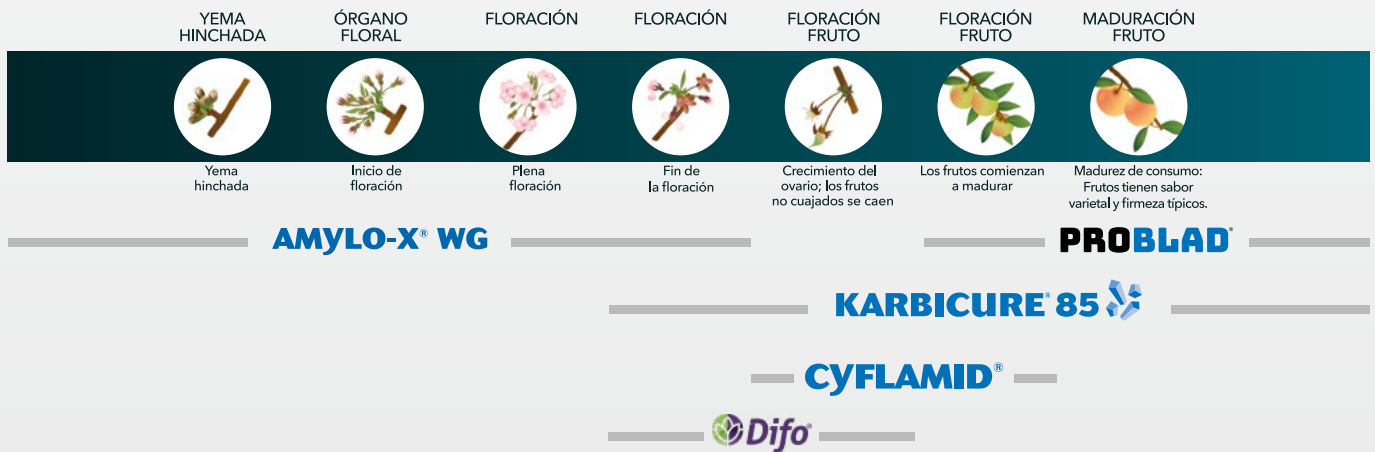 YEMA
HINCHADA
ÓRGANO
FLORAL
FLORACIÓN
FLORACIÓN
FLORACIÓN
FRUTO
FLORACIÓN
FRUTO
MADURACIÓN
FRUTO
Yema
hinchada
Inicio de
floración
Plena
floración
Fin de
la floración
Crecimiento del
ovario; los frutos
no cuajados se caen
Los frutos comienzan
a madurar
Madurez de consumo:
Frutos tienen sabor
varietal y firmeza típicos.
AMYLO-X® WG
PROBLAD®
KARBICURE® 85
CYFLAMID®
Difo®